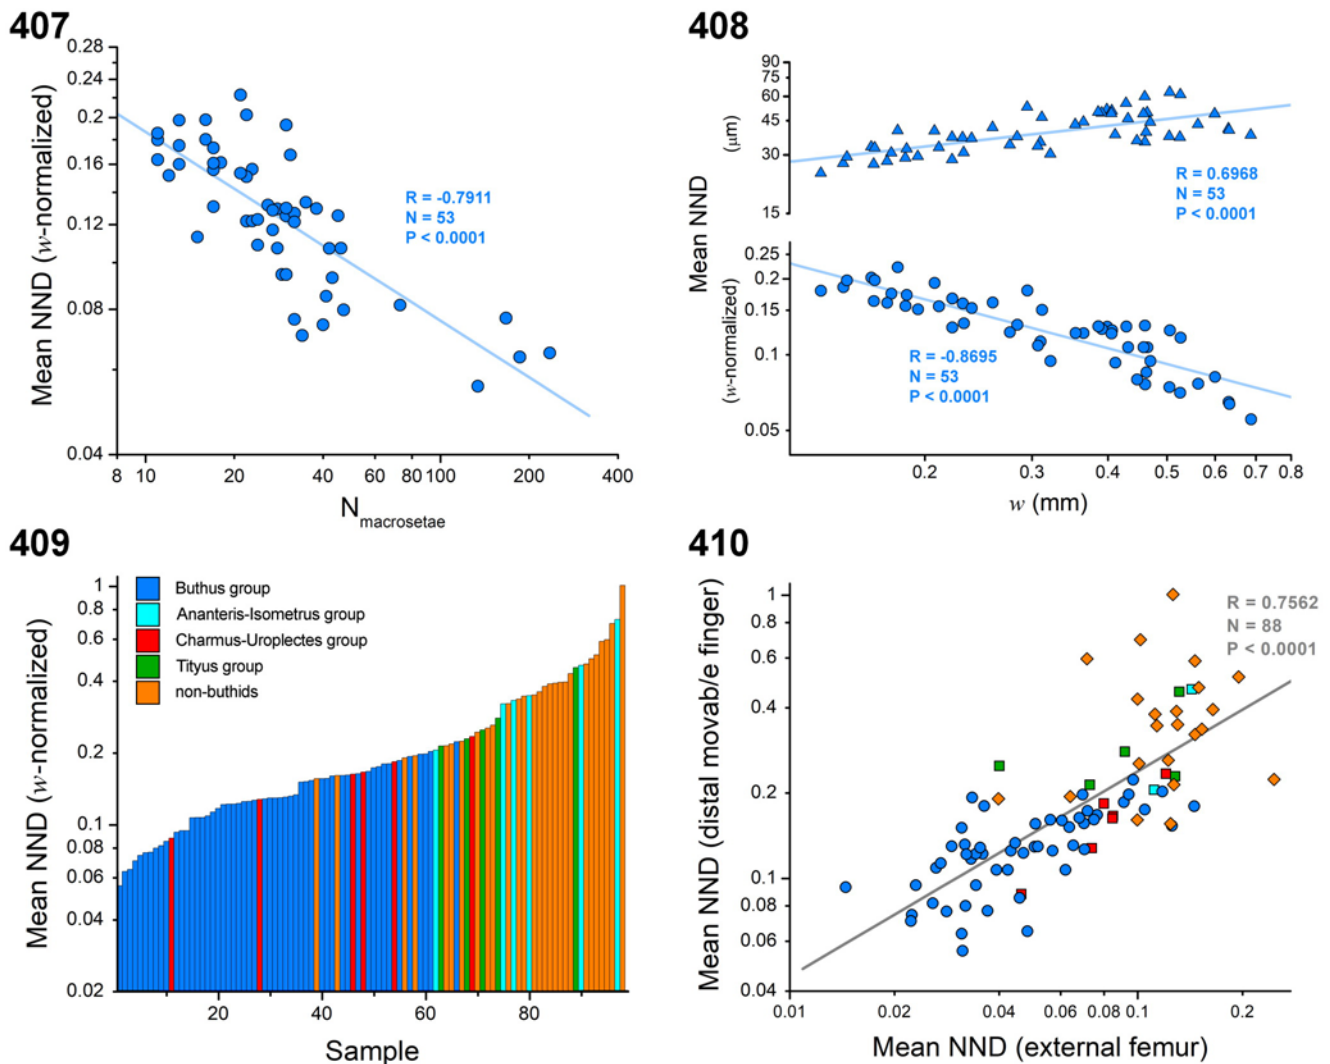 407
0.28
0.24
0.2
0.16
0.12
0.08
0.04
Mean NND (w-normalized)
R = -0.7911
N = 53
P < 0.0001
8 10 20 40 60 80 100 200 400
N macrosetae
408
90
75
60
45
30
15
(µm)
R = 0.6968
N = 53
P < 0.0001
Mean NND
0.25
0.2
0.15
0.1
0.05
(w-normalized)
R = -0.8695
N = 53
P < 0.0001
0.2 0.3 0.4 0.5 0.6 0.7 0.8
w (mm)
409
1
0.8
0.6
0.4
0.2
0.1
0.08
0.06
0.04
0.02
Mean NND (w-normalized)
Buthus group
Ananteris-Isometrus group
Charmus-Uroplectes group
Tityus group
non-buthids
20 40 60 80
Sample
410
1
0.8
0.6
0.4
0.2
0.1
0.08
0.06
0.04
Mean NND (distal movab/e finger)
R = 0.7562
N = 88
P < 0.0001
0.01 0.02 0.04 0.06 0.08 0.1 0.2
Mean NND (external femur)